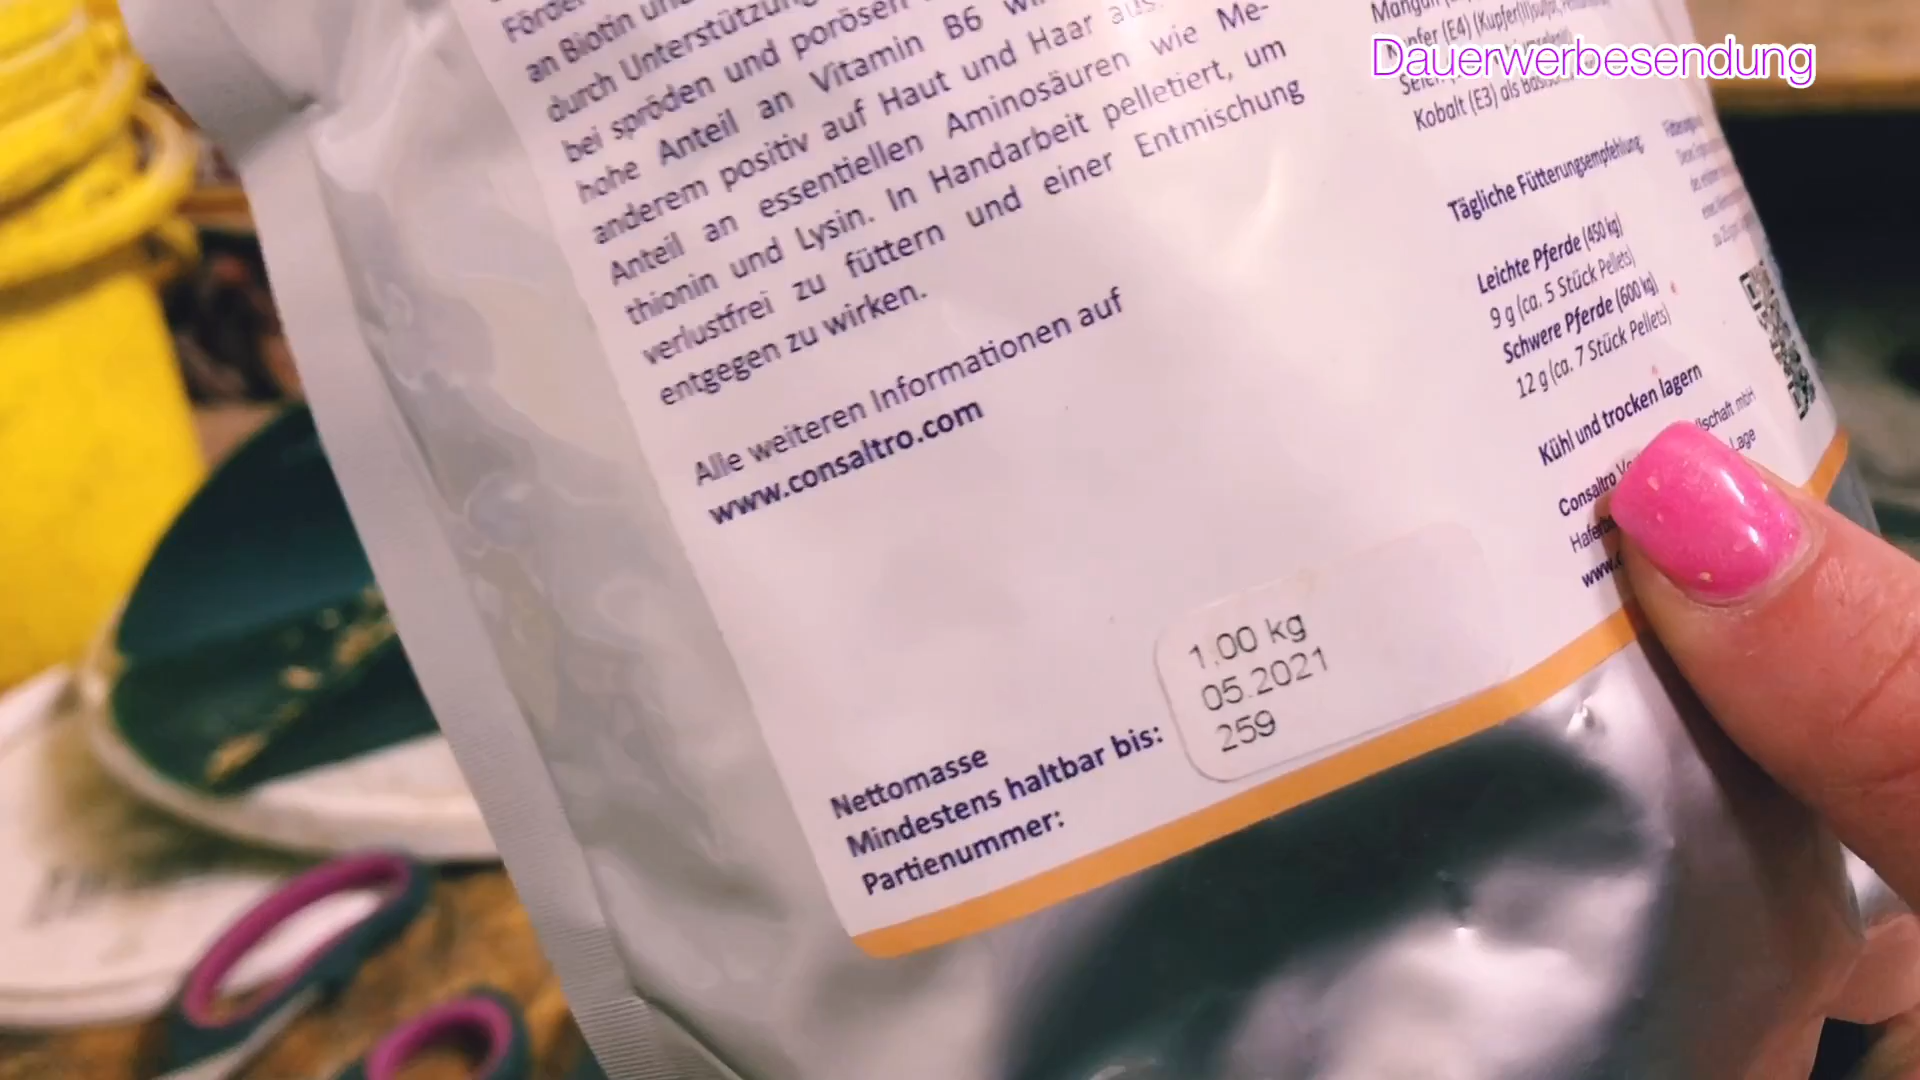 Dauerwerbesendung
an Biotin und
durch Unterstützung
bei spröden und porösen
hohe Anteil an Vitamin B6
anderem positiv auf Haut und Haar aus.
Anteil an essentiellen Aminosäuren wie Me-
thionin und Lysin. In Handarbeit pelletiert, um
verlustfrei zu füttern und einer Entmischung
entgegen zu wirken.
Alle weiteren Informationen auf
www.consaltro.com
Nettomasse 1,00 kg
Mindestens haltbar bis: 05.2021
Partienummer: 259
Kobalt (E3) als
Tägliche Fütterungsempfehlung:
Leichte Pferde (450 kg)
9 g (ca. 5 Stück Pellets)
Schwere Pferde (600 kg)
12 g (ca. 7 Stück Pellets)
Kühl und trocken lagern
Consaltro
Lage
www.